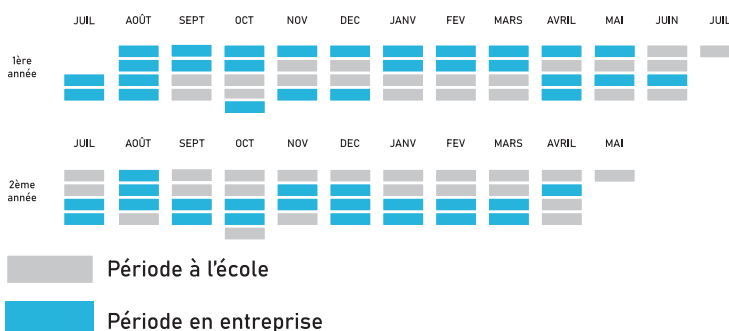 JUIL AOÛT SEPT OCT NOV DEC JANV FEV MARS AVRIL MAI JUIN JUIL
1ère
année
JUIL AOÛT SEPT OCT NOV DEC JANV FEV MARS AVRIL MAI
2ème
année
Période à l'école
Période en entreprise